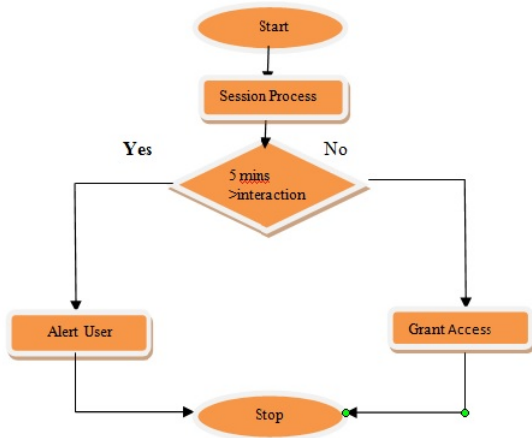 Start
Session Process
Yes
No
5 mins
>interaction
Alert User
Grant Access
Stop